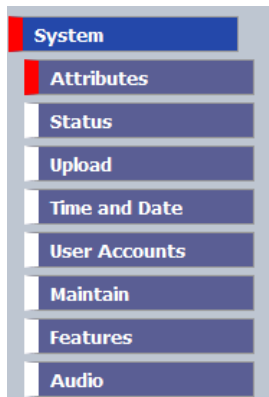 System
Attributes
Status
Upload
Time and Date
User Accounts
Maintain
Features
Audio